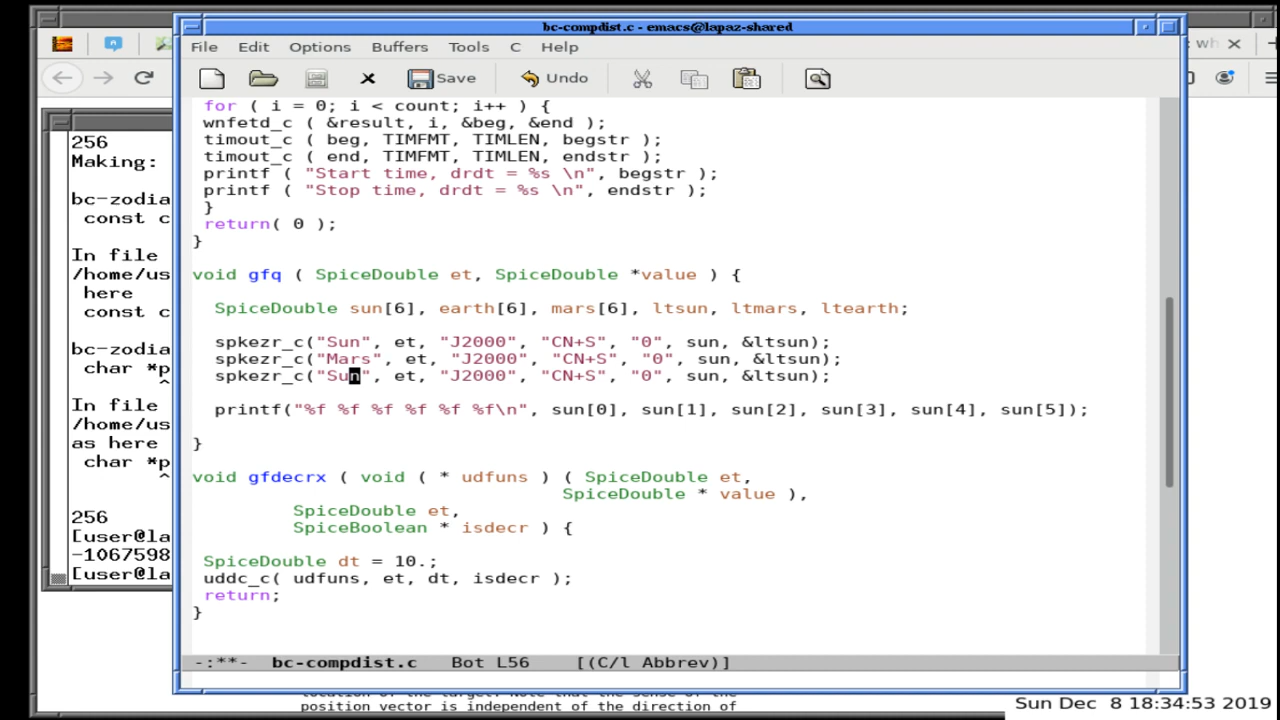 bc-compdist.c - emacs@lapaz-shared
File Edit Options Buffers Tools C Help
Save Undo
for ( i = 0; i < count; i++ ) {
wnfetd_c ( &result, i, &beg, &end );
timout_c ( beg, TIMFMT, TIMLEN, begstr );
timout_c ( end, TIMFMT, TIMLEN, endstr );
printf ( "Start time, drdt = %s \n", begstr );
printf ( "Stop time, drdt = %s \n", endstr );
}
return( 0 );
}
void gfq ( SpiceDouble et, SpiceDouble *value ) {
SpiceDouble sun[6], earth[6], mars[6], ltsun, ltmars, ltearth;
spkezr_c("Sun", et, "J2000", "CN+S", "0", sun, &ltsun);
spkezr_c("Mars", et, "J2000", "CN+S", "0", sun, &ltsun);
spkezr_c("Sun", et, "J2000", "CN+S", "0", sun, &ltsun);
printf("%f %f %f %f %f %f\n", sun[0], sun[1], sun[2], sun[3], sun[4], sun[5]);
}
void gfdecrx ( void ( * udfuns ) ( SpiceDouble et,
SpiceDouble * value ),
SpiceDouble et,
SpiceBoolean * isdecr ) {
SpiceDouble dt = 10.;
uddc_c( udfuns, et, dt, isdecr );
return;
}
-:**- bc-compdist.c Bot L56 [(C/l Abbrev)]
256
Making:
bc-zodia
const c
In file
/home/us
here
const c
bc-zodia
char *p
^
In file
/home/us
as here
char *p
^
256
[user@la
-1067598
[user@la
wh
position vector is independent of the direction of
Sun Dec 8 18:34:53 2019